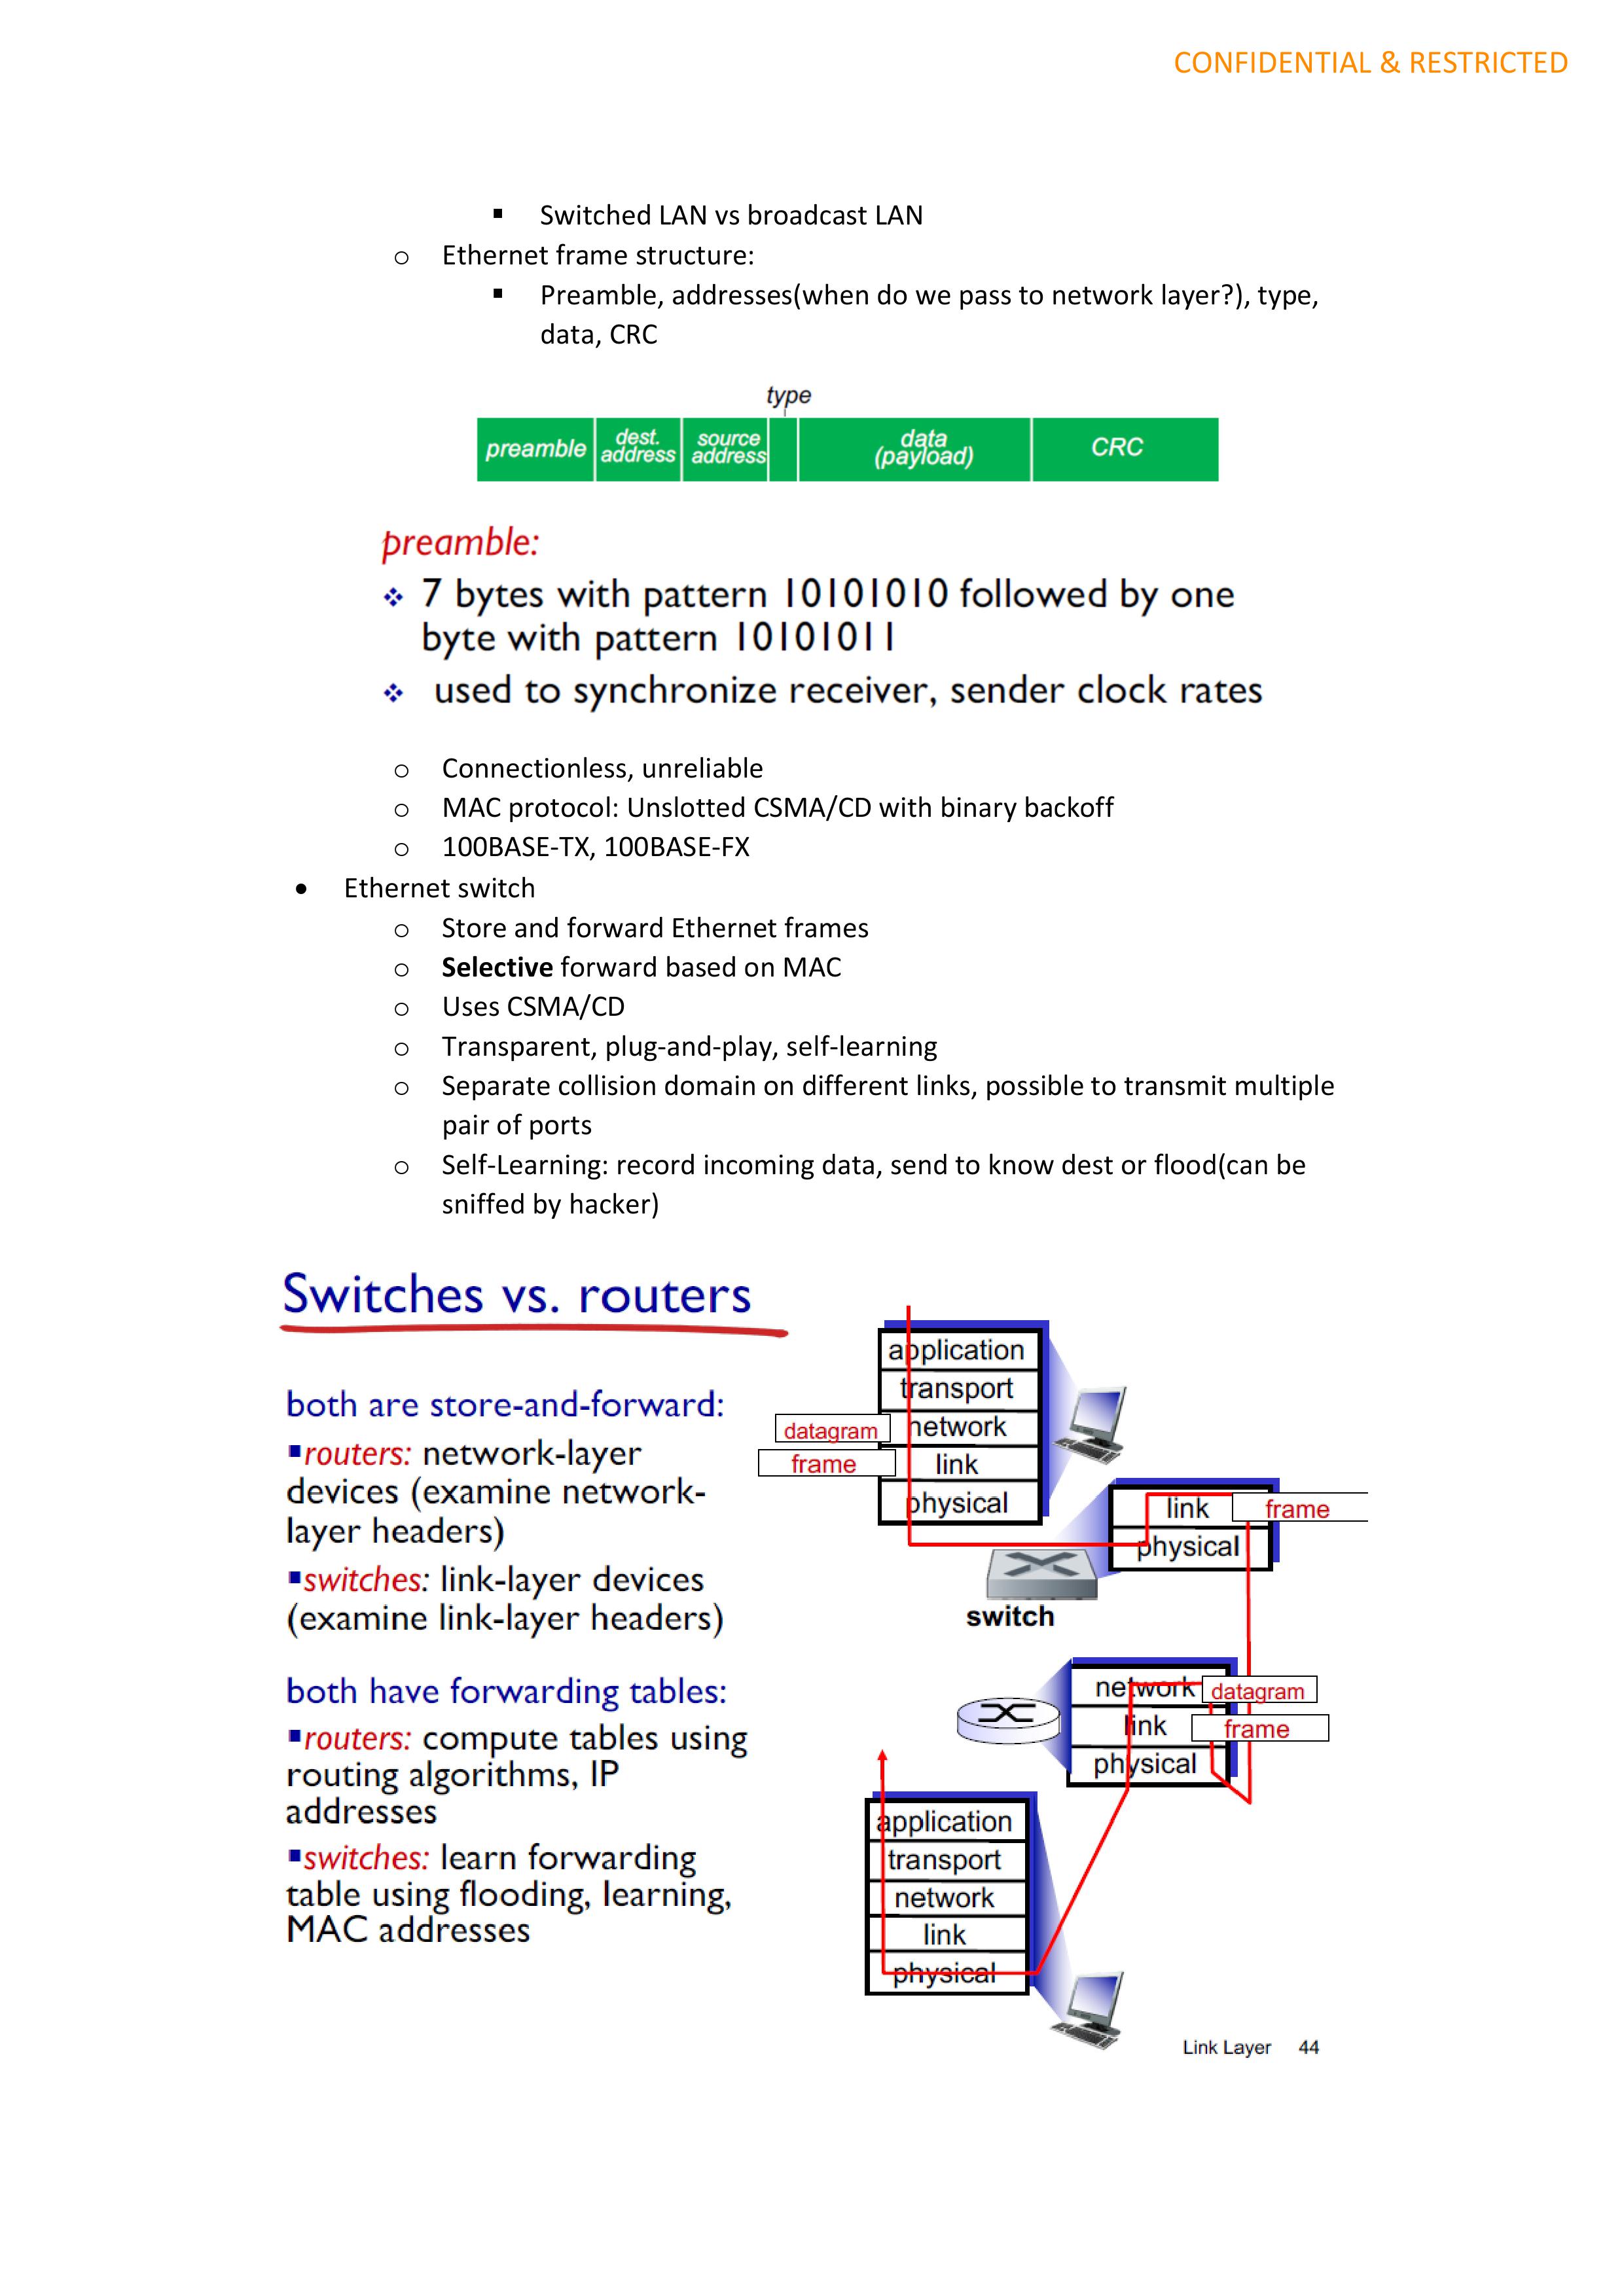 CONFIDENTIAL & RESTRICTED
▪ Switched LAN vs broadcast LAN
o Ethernet frame structure:
▪ Preamble, addresses(when do we pass to network layer?), type,
data, CRC
type
preamble
dest.
address
source
address
data
(payload)
CRC
preamble:
❖ 7 bytes with pattern 10101010 followed by one
byte with pattern 10101011
❖ used to synchronize receiver, sender clock rates
o Connectionless, unreliable
o MAC protocol: Unslotted CSMA/CD with binary backoff
o 100BASE-TX, 100BASE-FX
• Ethernet switch
o Store and forward Ethernet frames
o Selective forward based on MAC
o Uses CSMA/CD
o Transparent, plug-and-play, self-learning
o Separate collision domain on different links, possible to transmit multiple
pair of ports
o Self-Learning: record incoming data, send to know dest or flood(can be
sniffed by hacker)
Switches vs. routers
both are store-and-forward:
▪routers: network-layer
devices (examine network-
layer headers)
▪switches: link-layer devices
(examine link-layer headers)
both have forwarding tables:
▪routers: compute tables using
routing algorithms, IP
addresses
▪switches: learn forwarding
table using flooding, learning,
MAC addresses
application
transport
network
link
physical
datagram
frame
link
physical
frame
switch
network
link
physical
datagram
frame
application
transport
network
link
physical
Link Layer 44